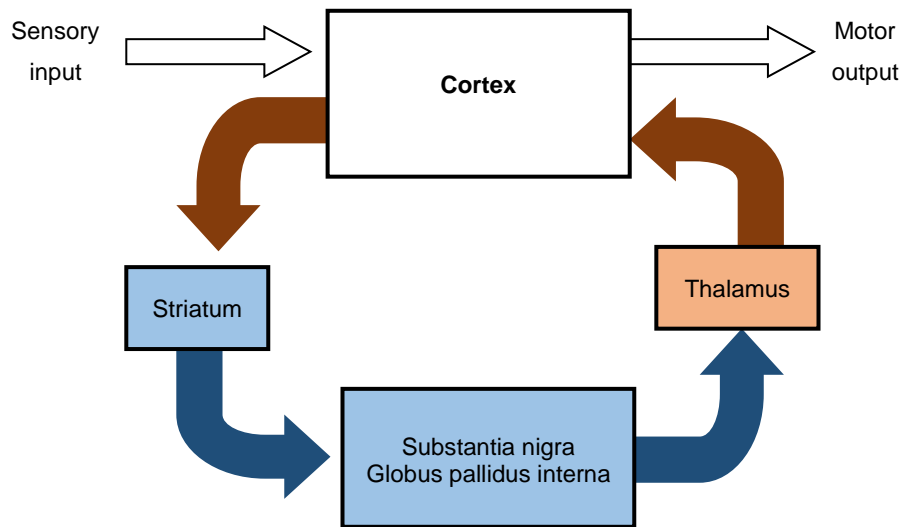 Sensory
input
Cortex
Motor
output
Striatum
Thalamus
Substantia nigra
Globus pallidus interna